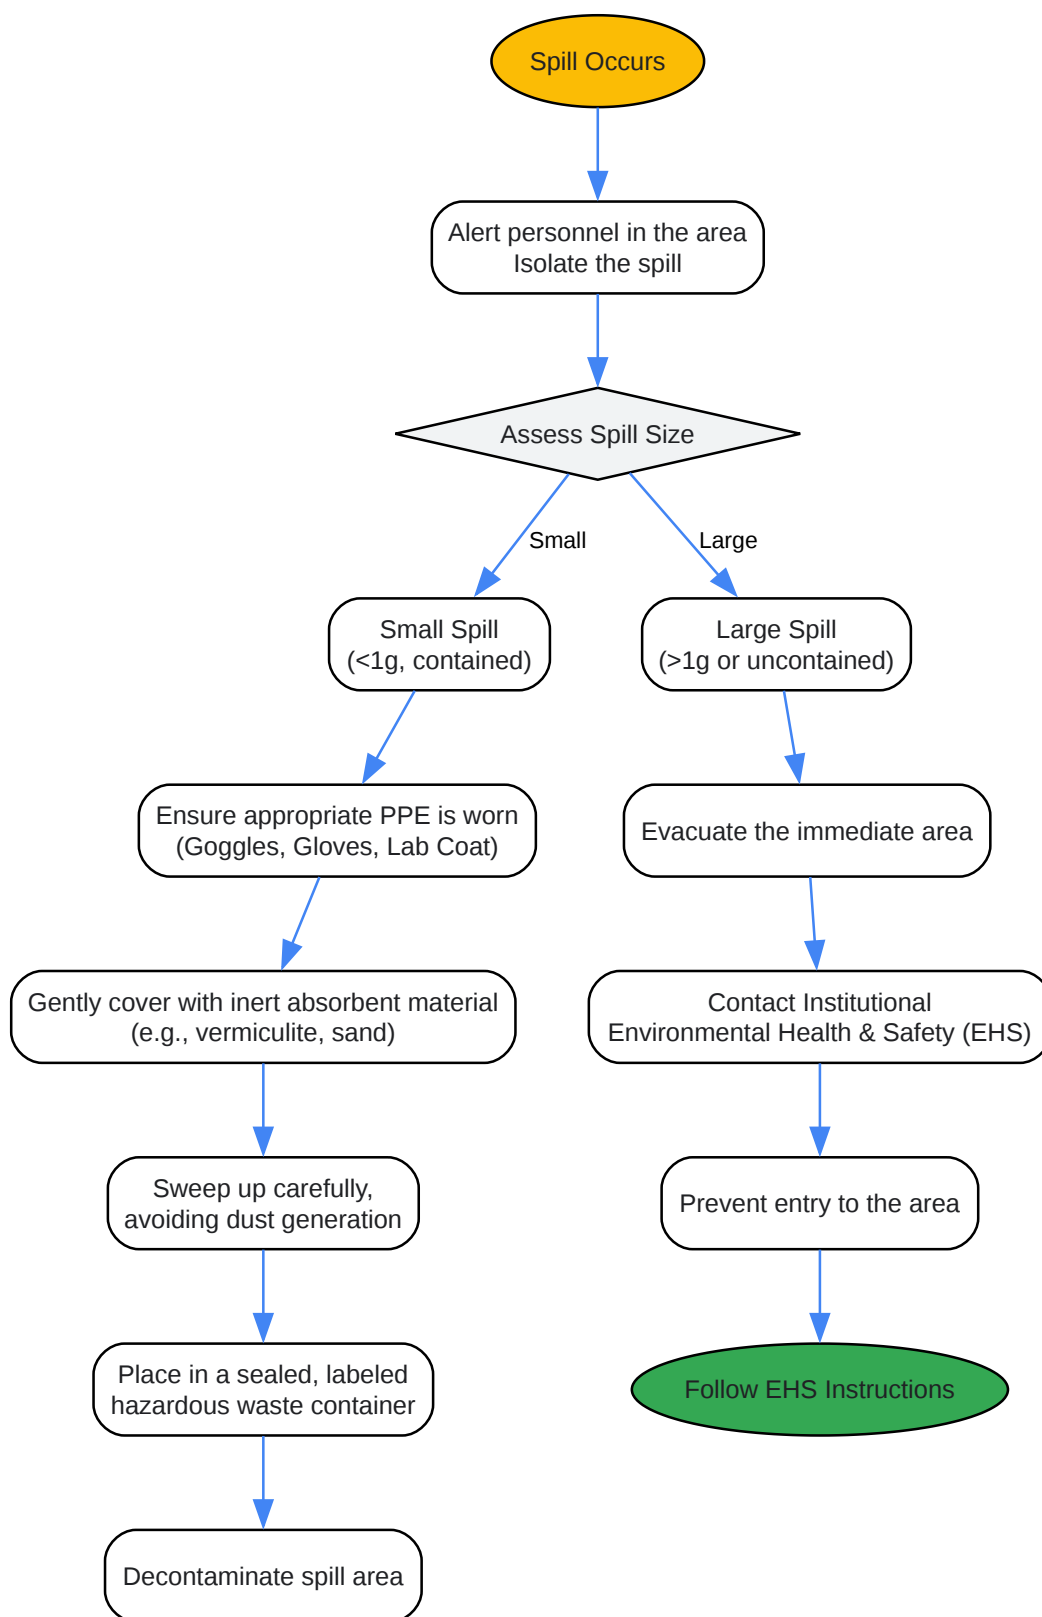 Spill Occurs
Alert personnel in the area
Isolate the spill
Assess Spill Size
Small
Large
Small Spill
(<1g, contained)
Large Spill
(>1g or uncontained)
Ensure appropriate PPE is worn
(Goggles, Gloves, Lab Coat)
Evacuate the immediate area
Gently cover with inert absorbent material
(e.g., vermiculite, sand)
Contact Institutional
Environmental Health & Safety (EHS)
Sweep up carefully,
avoiding dust generation
Prevent entry to the area
Place in a sealed, labeled
hazardous waste container
Follow EHS Instructions
Decontaminate spill area